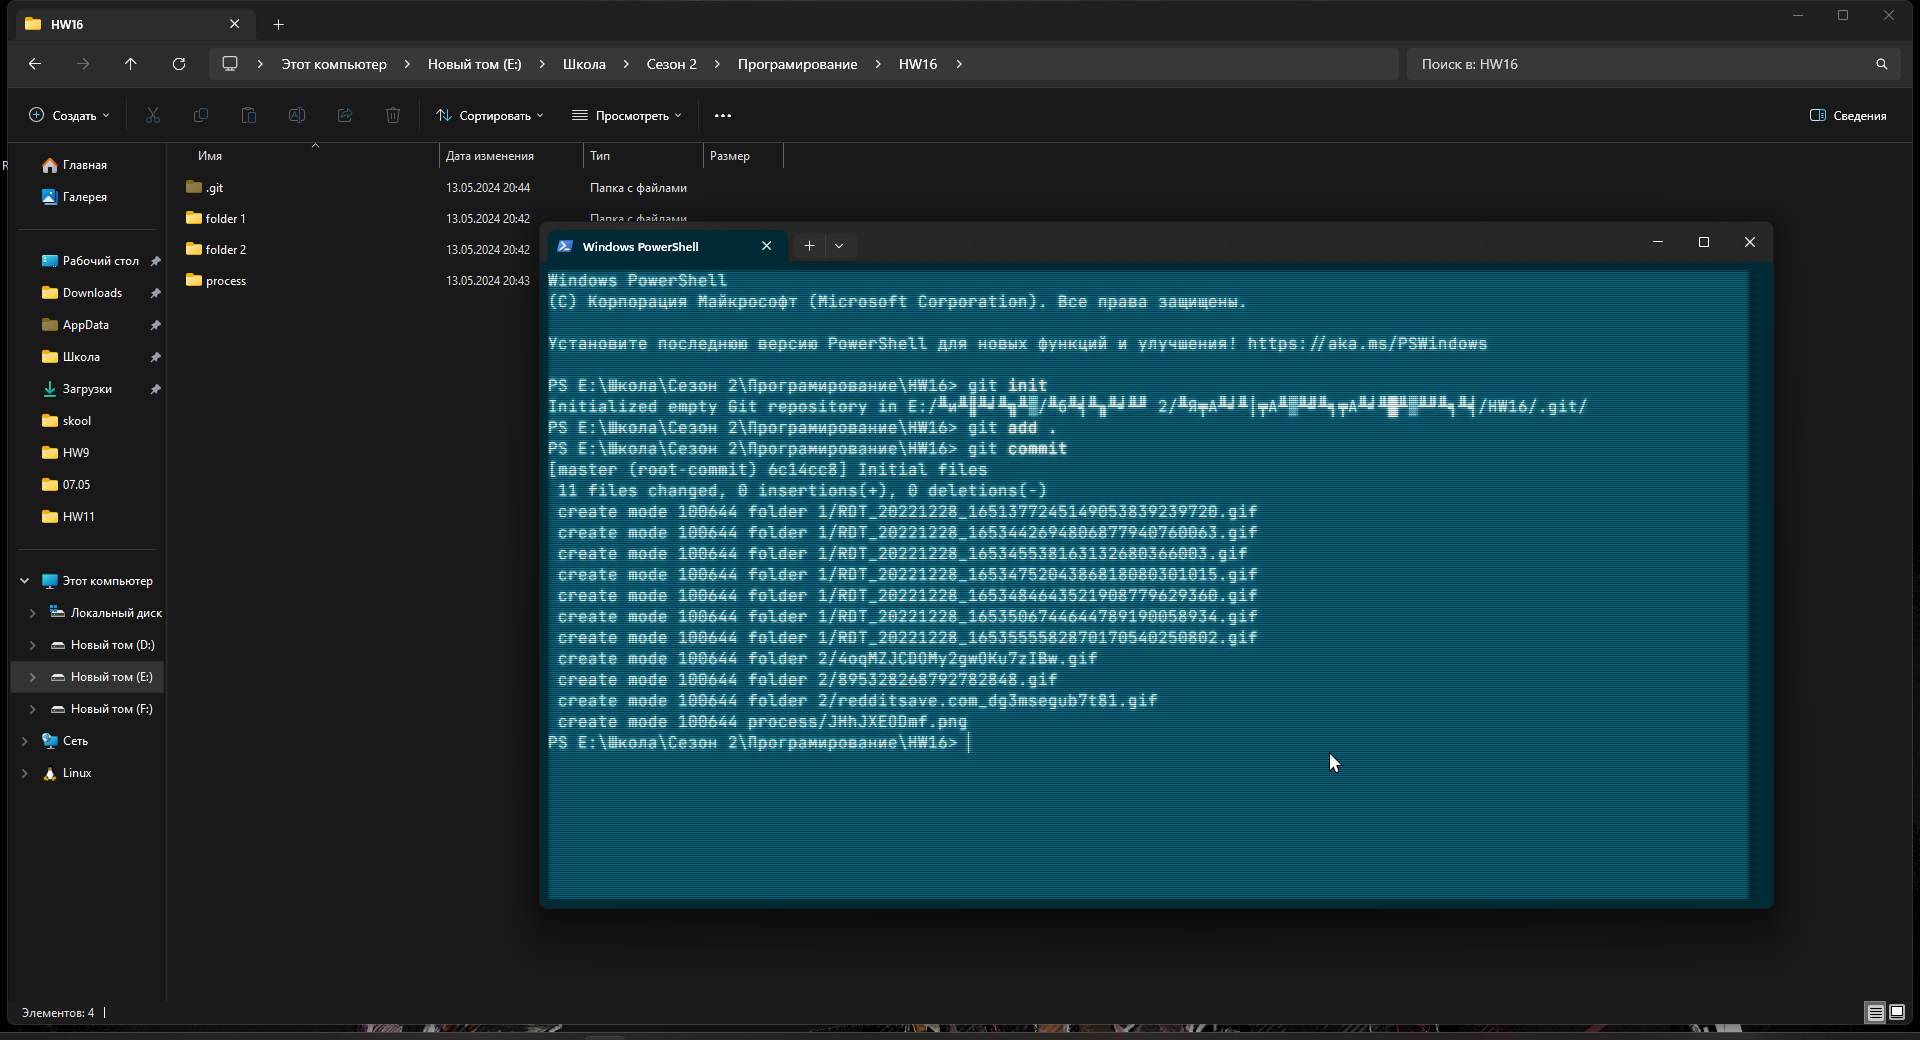 HW16
Этот компьютер
Новый том (E:)
Школа
Сезон 2
Програмирование
HW16
Поиск в: HW16
Создать
Сортировать
Просмотреть
Сведения
Имя
Дата изменения
Тип
Размер
.git 13.05.2024 20:44 Папка с файлами
folder 1 13.05.2024 20:42 Папка с файлами
folder 2 13.05.2024 20:42
process 13.05.2024 20:43
Главная
Галерея
Рабочий стол
Downloads
AppData
Школа
Загрузки
skool
HW9
07.05
HW11
Этот компьютер
Локальный диск
Новый том (D:)
Новый том (E:)
Новый том (F:)
Сеть
Linux
Элементов: 4
Windows PowerShell
Windows PowerShell
(C) Корпорация Майкрософт (Microsoft Corporation). Все права защищены.
Установите последнюю версию PowerShell для новых функций и улучшения! https://aka.ms/PSWindows
PS E:\Школа\Сезон 2\Програмирование\HW16> git init
Initialized empty Git repository in E:/
2/
/HW16/.git/
PS E:\Школа\Сезон 2\Програмирование\HW16> git add .
PS E:\Школа\Сезон 2\Програмирование\HW16> git commit
[master (root-commit) 6c14cc8] Initial files
11 files changed, 0 insertions(+), 0 deletions(-)
create mode 100644 folder 1/RDT_20221228_1651377245149053839239720.gif
create mode 100644 folder 1/RDT_20221228_1653442694806877940760063.gif
create mode 100644 folder 1/RDT_20221228_165345538163132680366003.gif
create mode 100644 folder 1/RDT_20221228_1653475204386818080301015.gif
create mode 100644 folder 1/RDT_20221228_1653484643521908779629360.gif
create mode 100644 folder 1/RDT_20221228_1653506744644789190058934.gif
create mode 100644 folder 1/RDT_20221228_1653555582870170540250802.gif
create mode 100644 folder 2/4oqMZJCDOMy2gwOKu7zIBw.gif
create mode 100644 folder 2/895328268792782848.gif
create mode 100644 folder 2/redditsave.com_dg3msegub7t81.gif
create mode 100644 process/JHhJXEODmf.png
PS E:\Школа\Сезон 2\Програмирование\HW16>